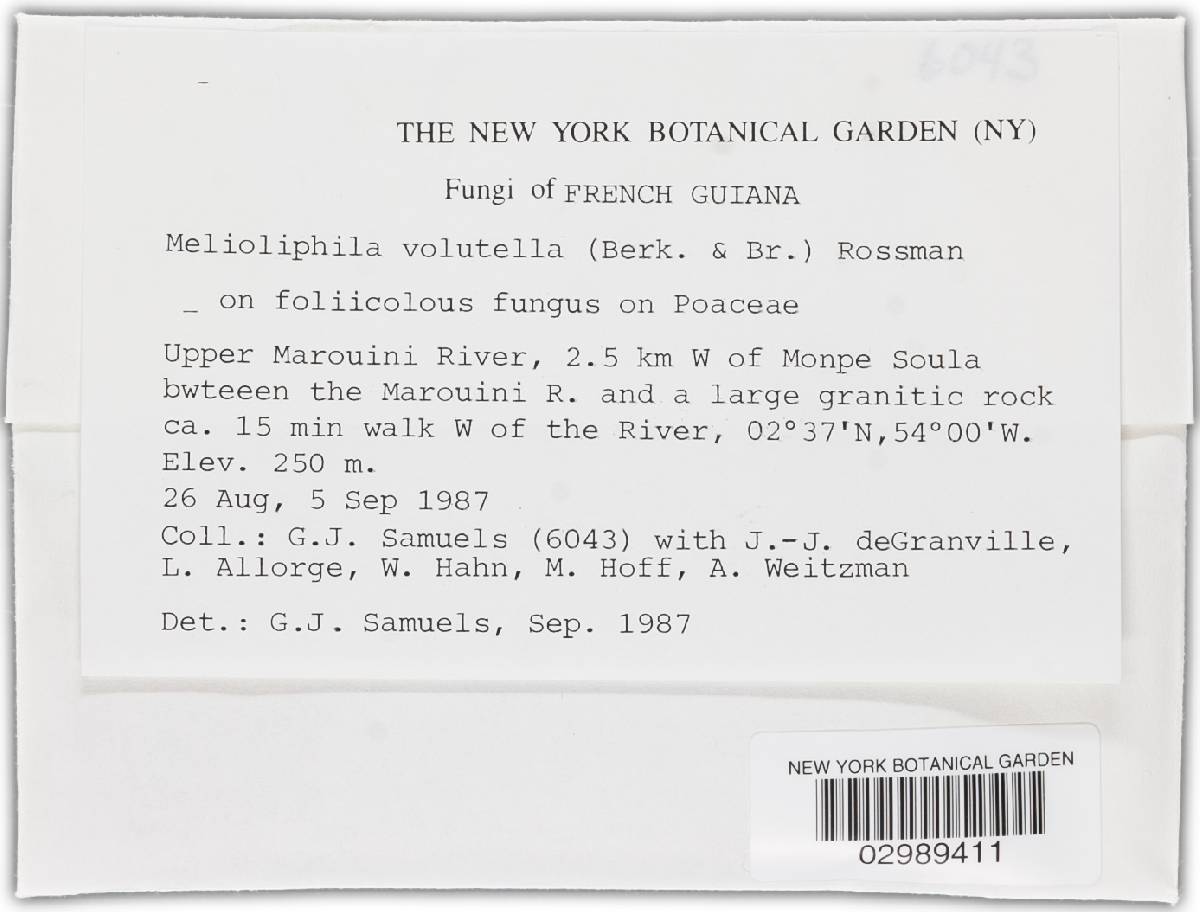 6043
THE NEW YORK BOTANICAL GARDEN (NY)
Fungi of FRENCH GUIANA
Melioliphila volutella (Berk. & Br.) Rossman
_ on foliicolous fungus on Poaceae
Upper Marouini River, 2.5 km W of Monpe Soula
bwteeen the Marouini R. and a large granitic rock
ca. 15 min walk W of the River, 02°37'N,54°00'W.
Elev. 250 m.
26 Aug, 5 Sep 1987
Coll.: G.J. Samuels (6043) with J.-J. deGranville,
L. Allorge, W. Hahn, M. Hoff, A. Weitzman
Det.: G.J. Samuels, Sep. 1987
NEW YORK BOTANICAL GARDEN
02989411